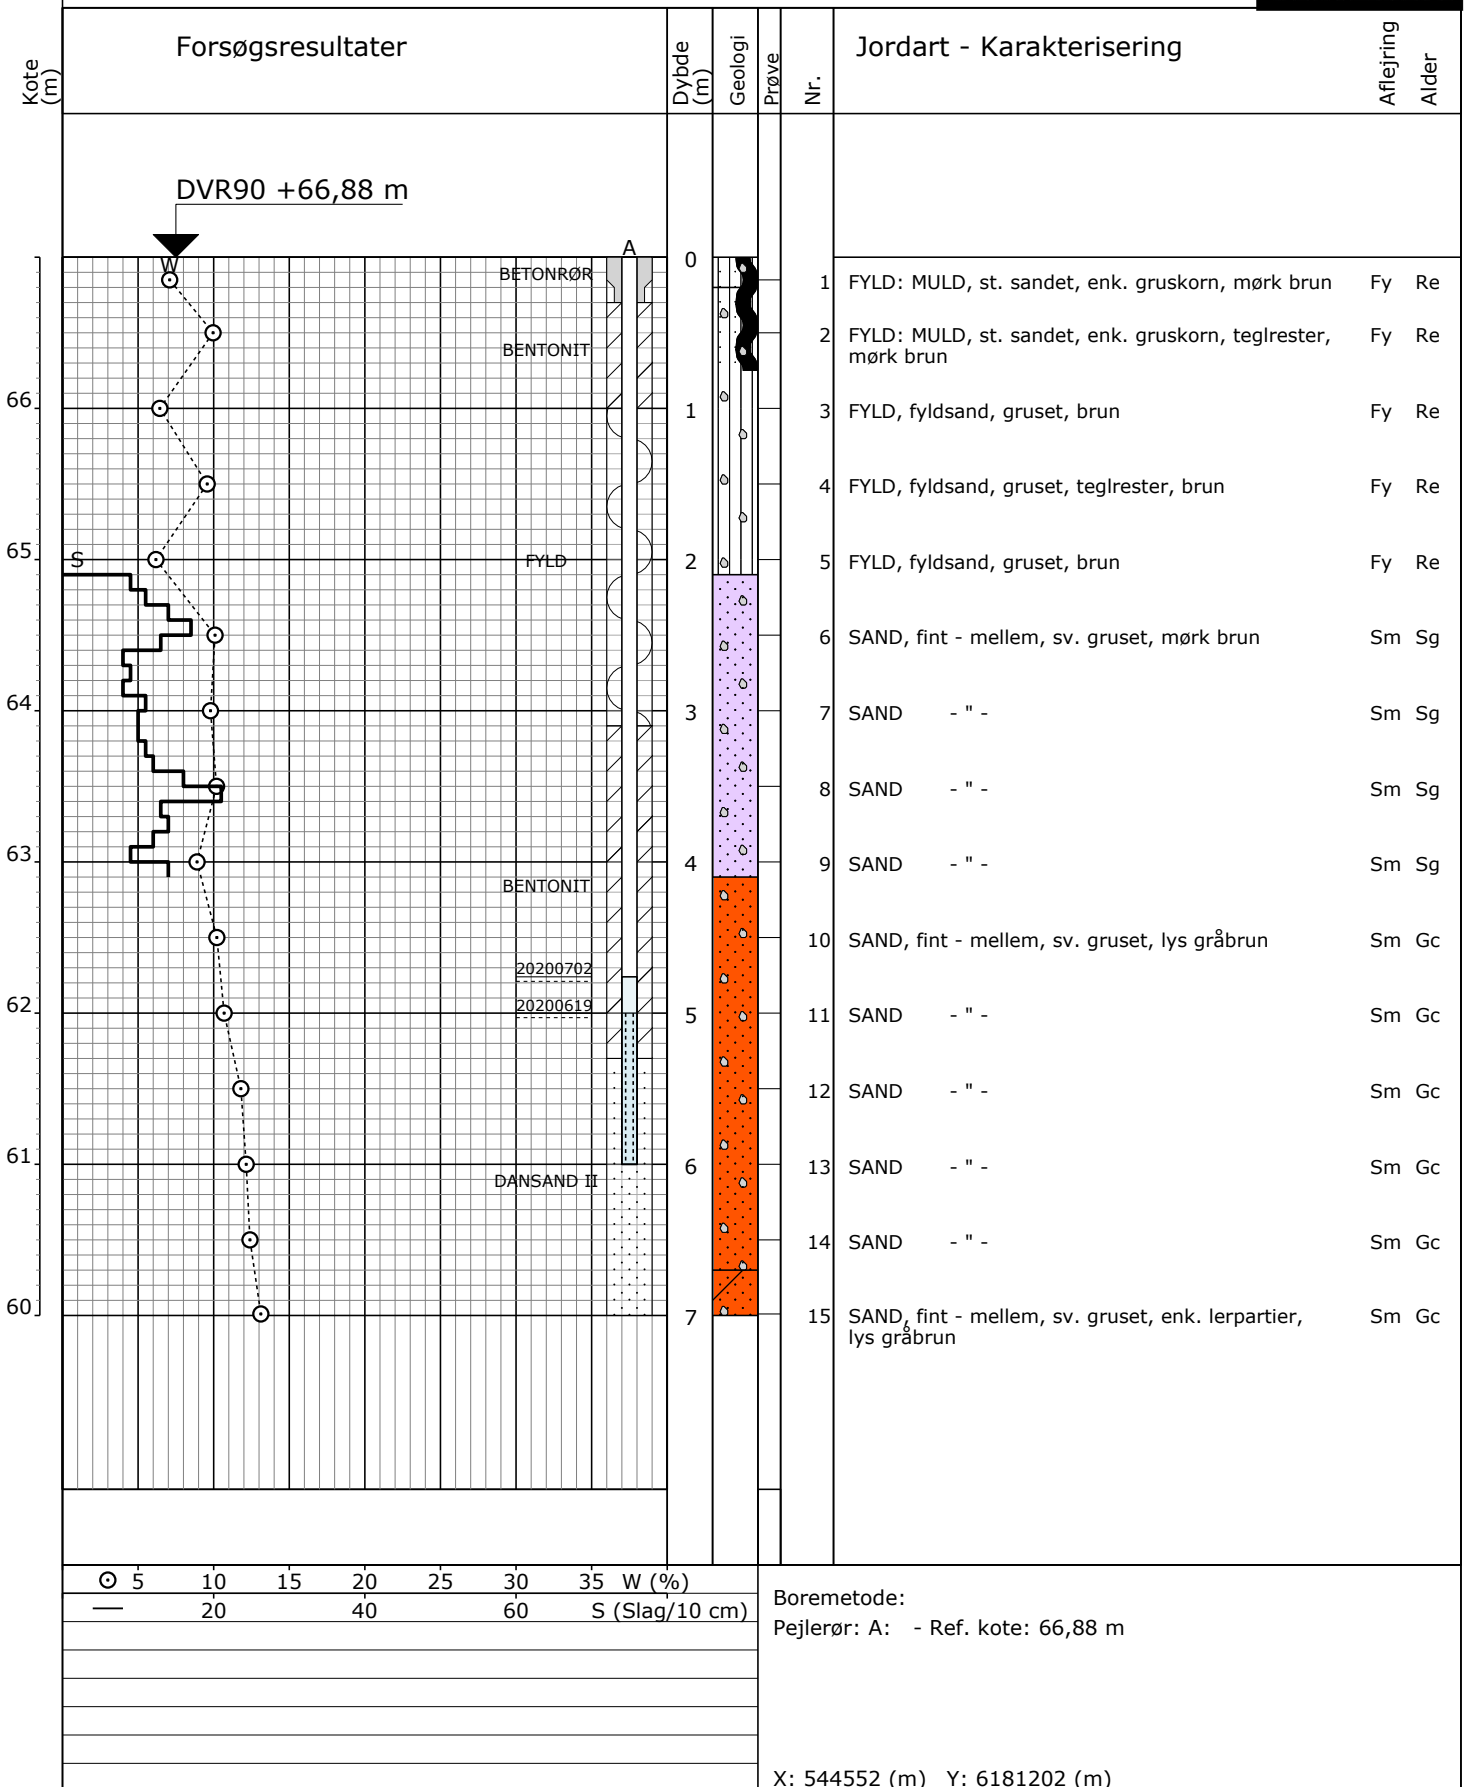 Forsøgsresultater
Kote (m)
Dybde (m)
Geologi
Prøve
Nr.
Jordart - Karakterisering
Aflejring
Alder
DVR90 +66,88 m
W
A
BETONRØR
0
1 FYLD: MULD, st. sandet, enk. gruskorn, mørk brun Fy Re
BENTONIT
2 FYLD: MULD, st. sandet, enk. gruskorn, teglrester, Fy Re
mørk brun
66
1
3 FYLD, fyldsand, gruset, brun Fy Re
4 FYLD, fyldsand, gruset, teglrester, brun Fy Re
65
S
FYLD
2
5 FYLD, fyldsand, gruset, brun Fy Re
6 SAND, fint - mellem, sv. gruset, mørk brun Sm Sg
64
3
7 SAND - " - Sm Sg
8 SAND - " - Sm Sg
63
4
9 SAND - " - Sm Sg
BENTONIT
10 SAND, fint - mellem, sv. gruset, lys gråbrun Sm Gc
20200702
62
20200619
5
11 SAND - " - Sm Gc
12 SAND - " - Sm Gc
61
6
13 SAND - " - Sm Gc
DANSAND II
14 SAND - " - Sm Gc
60
7
15 SAND, fint - mellem, sv. gruset, enk. lerpartier, Sm Gc
lys gråbrun
5 10 15 20 25 30 35 W (%)
20 40 60 S (Slag/10 cm)
Boremetode:
Pejlerør: A: - Ref. kote: 66,88 m
X: 544552 (m) Y: 6181202 (m)